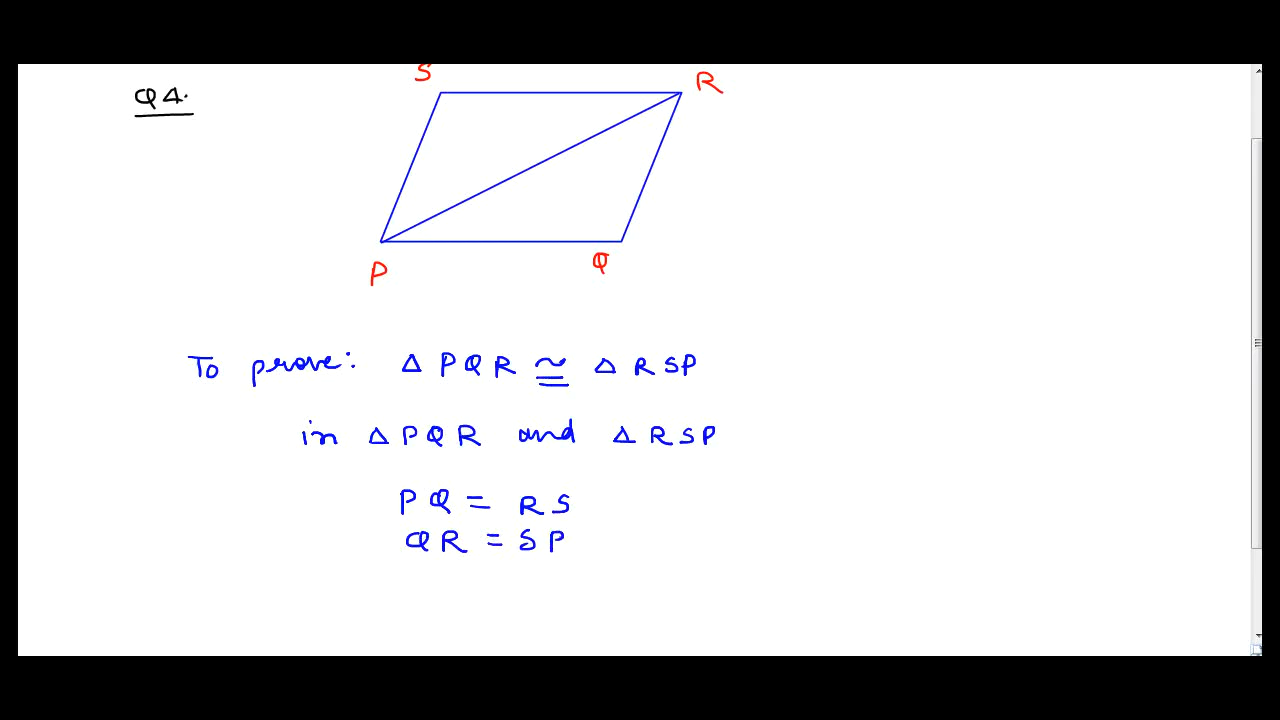 S
Q4.
R
P
Q
To prove: Δ PQR ≅ Δ RSP
in Δ PQR and Δ RSP
PQ = RS
QR = SP